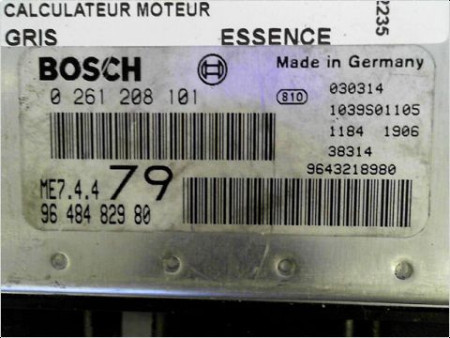 CALCULATEUR MOTEUR
GRIS ESSENCE
2235
BOSCH Made in Germany
0 261 208 101
810
030314
1039S01105
1184 1906
38314
9643218980
ME7.4.4 79
96 484 829 80